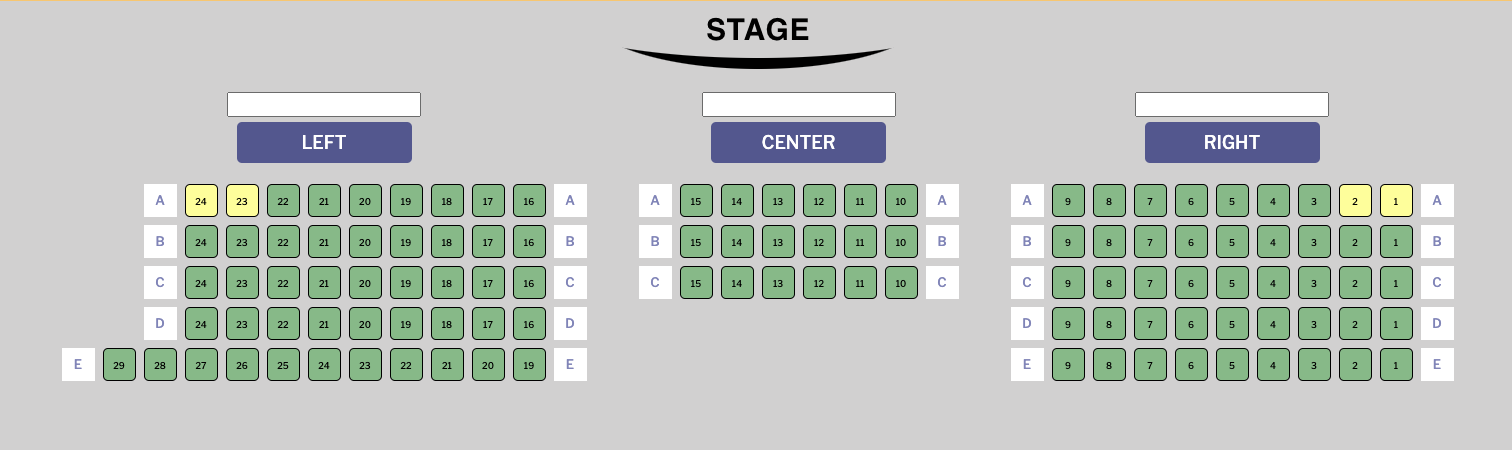 STAGE
LEFT CENTER RIGHT
A 24 23 22 21 20 19 18 17 16 A A 15 14 13 12 11 10 A A 9 8 7 6 5 4 3 2 1 A
B 24 23 22 21 20 19 18 17 16 B B 15 14 13 12 11 10 B B 9 8 7 6 5 4 3 2 1 B
C 24 23 22 21 20 19 18 17 16 C C 15 14 13 12 11 10 C C 9 8 7 6 5 4 3 2 1 C
D 24 23 22 21 20 19 18 17 16 D D 9 8 7 6 5 4 3 2 1 D
E 29 28 27 26 25 24 23 22 21 20 19 E E 9 8 7 6 5 4 3 2 1 E